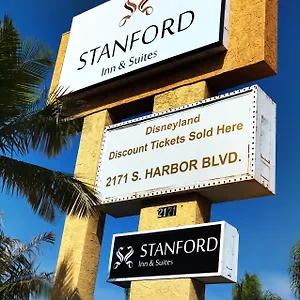 STANFORD
Inn & Suites
Disneyland
Discount Tickets Sold Here
2171 S. HARBOR BLVD.
2171
STANFORD
Inn & Suites